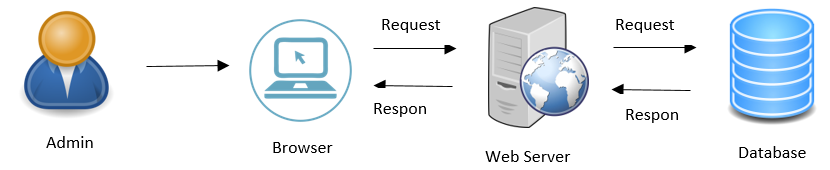 Request
Request
Respon
Respon
Admin
Browser
Web Server
Database